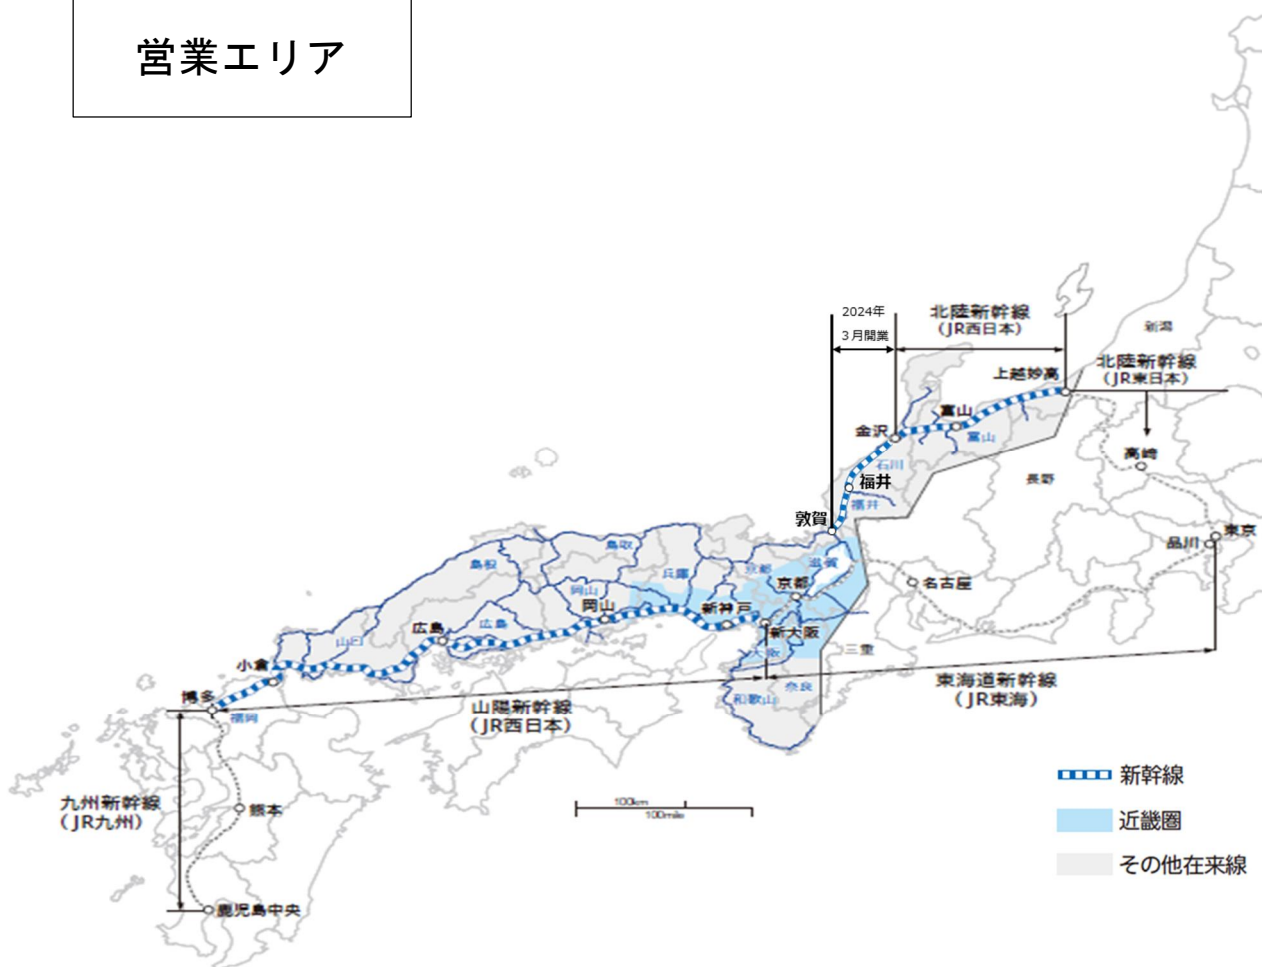 営業エリア
2024年
3月開業
北陸新幹線
(JR西日本)
新潟
北陸新幹線
(JR東日本)
上越妙高
富山
金沢
富山
高崎
石川
長野
福井
福井
敦賀
東京
品川
鳥取
島根
兵庫
京都
滋賀
京都
名古屋
岡山
岡山
新神戸
広島
広島
新大阪
山口
大阪
三重
小倉
奈良
東海道新幹線
(JR東海)
博多
和歌山
山陽新幹線
(JR西日本)
福岡
新幹線
九州新幹線
(JR九州)
熊本
100km
100mile
近畿圏
その他在来線
鹿児島中央